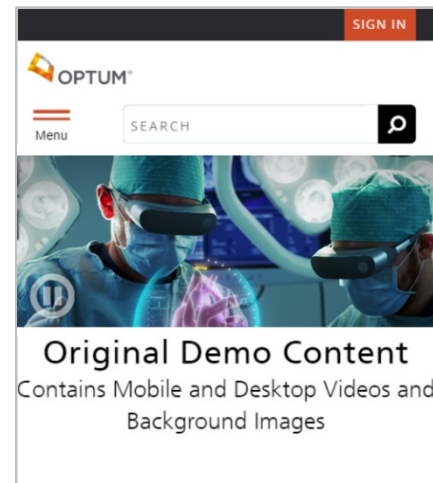 SIGN IN
OPTUM®
Menu
SEARCH
Original Demo Content
Contains Mobile and Desktop Videos and
Background Images